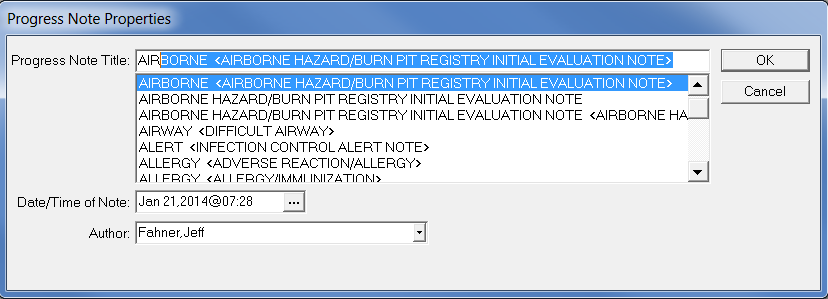 Progress Note Properties
Progress Note Title: AIRBORNE <AIRBORNE HAZARD/BURN PIT REGISTRY INITIAL EVALUATION NOTE>
OK
AIRBORNE <AIRBORNE HAZARD/BURN PIT REGISTRY INITIAL EVALUATION NOTE>
Cancel
AIRBORNE HAZARD/BURN PIT REGISTRY INITIAL EVALUATION NOTE
AIRBORNE HAZARD/BURN PIT REGISTRY INITIAL EVALUATION NOTE <AIRBORNE HA
AIRWAY <DIFFICULT AIRWAY>
ALERT <INFECTION CONTROL ALERT NOTE>
ALLERGY <ADVERSE REACTION/ALLERGY>
ALLERGY <ALLERGY/IMMUNIZATION>
Date/Time of Note: Jan 21,2014@07:28 ...
Author: Fahner,Jeff